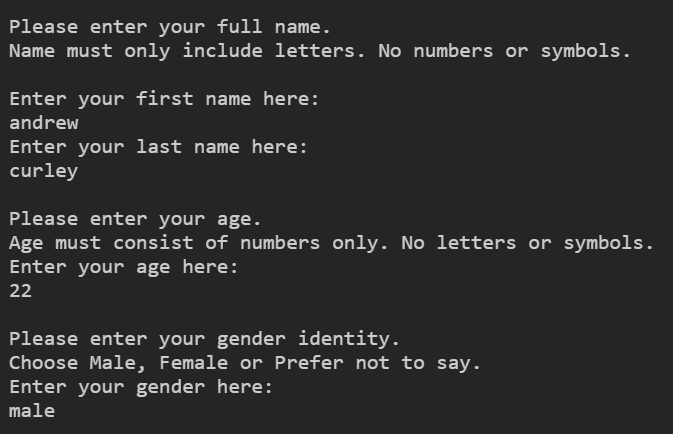 Please enter your full name.
Name must only include letters. No numbers or symbols.
Enter your first name here:
andrew
Enter your last name here:
curley
Please enter your age.
Age must consist of numbers only. No letters or symbols.
Enter your age here:
22
Please enter your gender identity.
Choose Male, Female or Prefer not to say.
Enter your gender here:
male